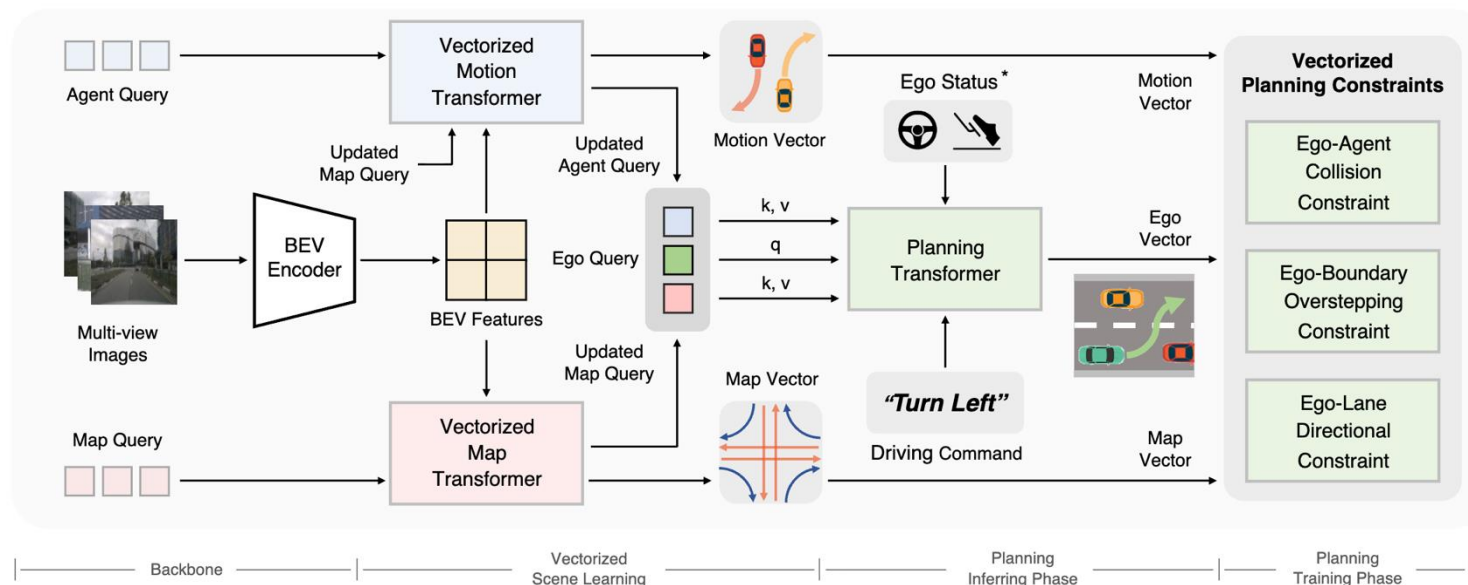 Agent Query
Vectorized
Motion
Transformer
Motion Vector
Ego Status*
Motion
Vector
Vectorized
Planning Constraints
Updated
Map Query
Updated
Agent Query
Ego-Agent
Collision
Constraint
Multi-view
Images
BEV
Encoder
BEV Features
Ego Query
k, v
q
k, v
Planning
Transformer
Ego
Vector
Ego-Boundary
Overstepping
Constraint
Updated
Map Query
Map Vector
“Turn Left”
Driving Command
Map Query
Vectorized
Map
Transformer
Map
Vector
Ego-Lane
Directional
Constraint
Backbone
Vectorized
Scene Learning
Planning
Inferring Phase
Planning
Training Phase